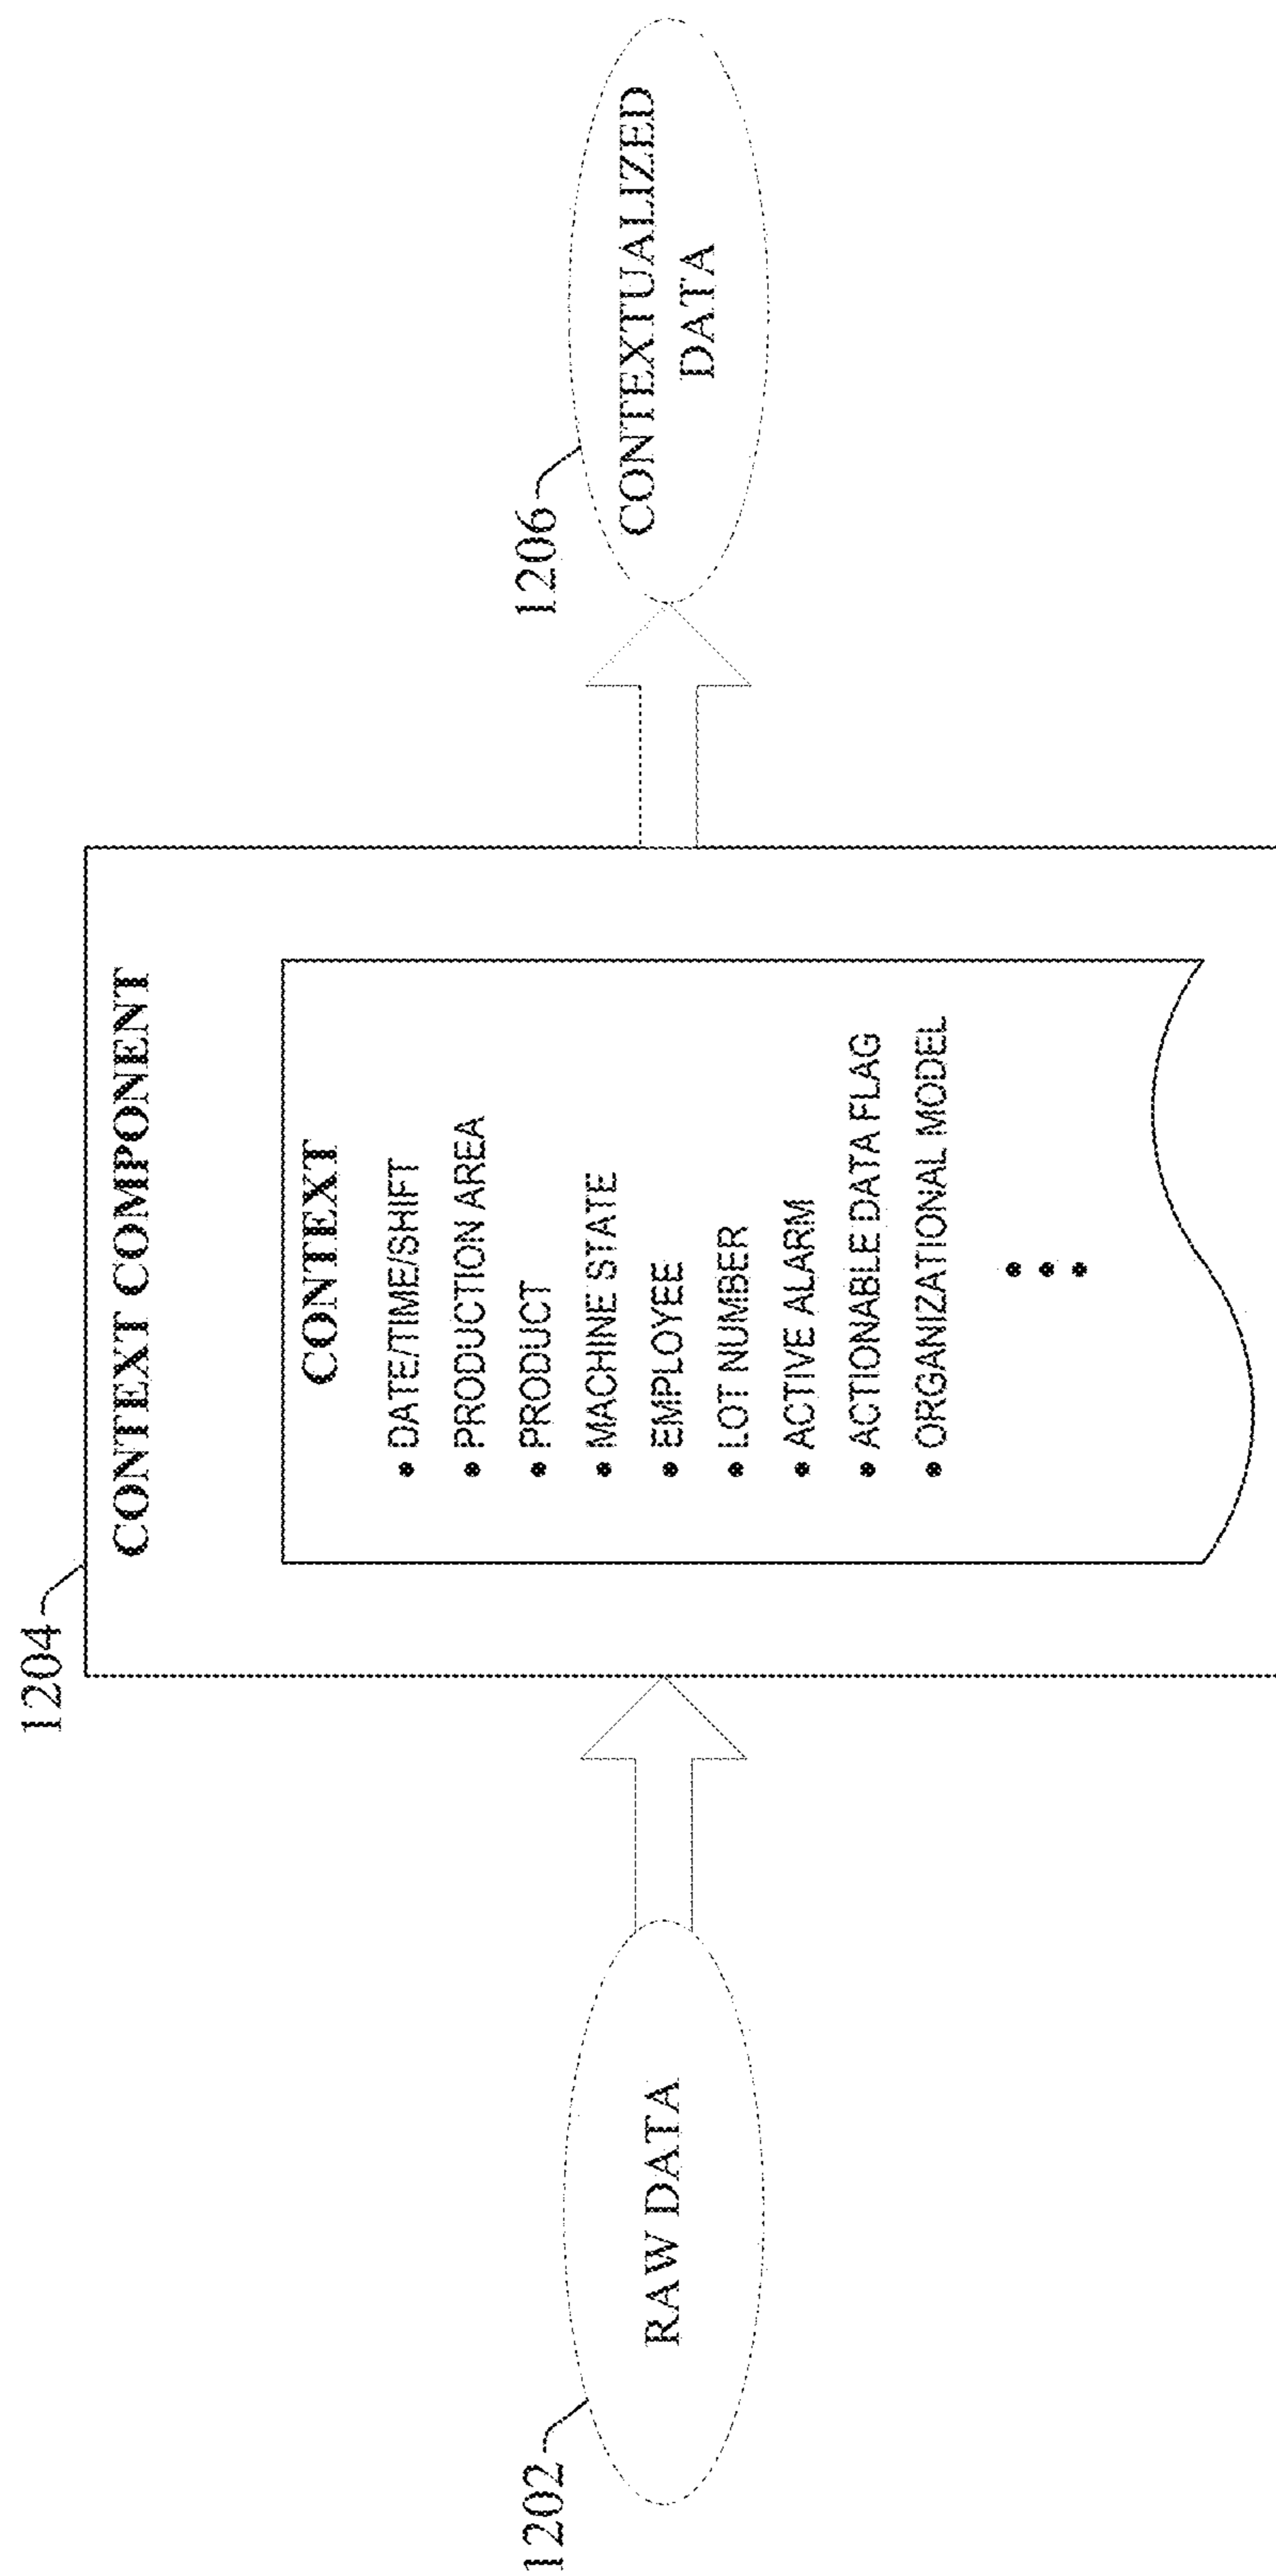 1204
CONTEXT COMPONENT
CONTEXT
• DATE/TIME/SHIFT
• PRODUCTION AREA
• PRODUCT
• MACHINE STATE
• EMPLOYEE
• LOT NUMBER
• ACTIVE ALARM
• ACTIONABLE DATA FLAG
• ORGANIZATIONAL MODEL
1202
RAW DATA
1206
CONTEXTUALIZED
DATA